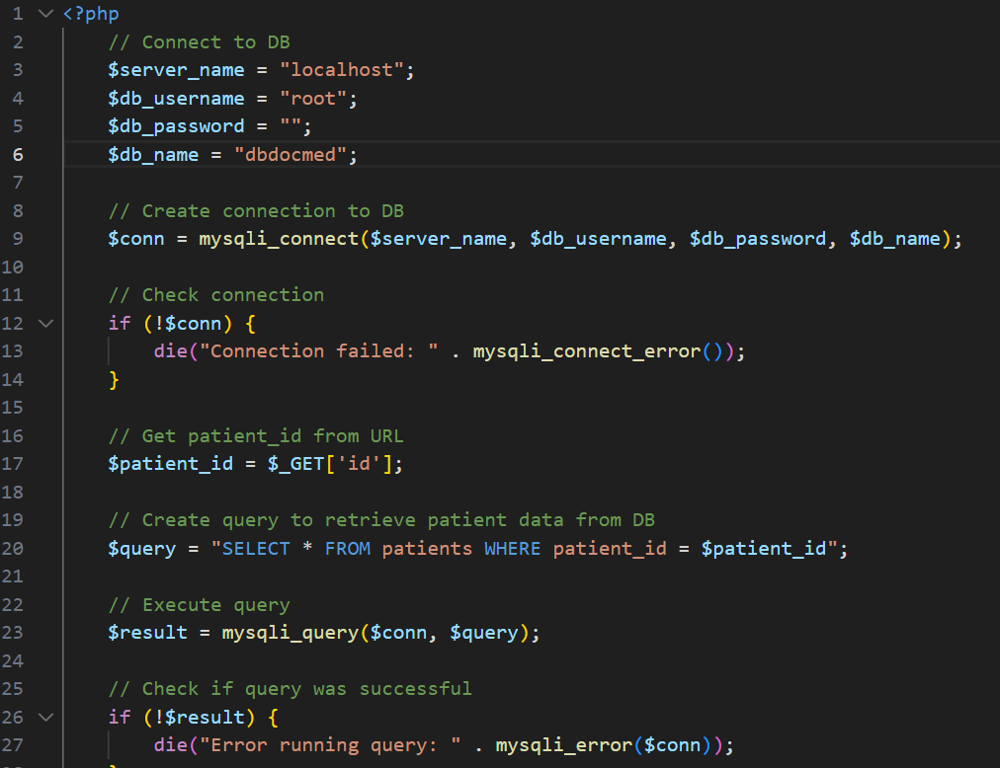 1 <?php
2 // Connect to DB
3 $server_name = "localhost";
4 $db_username = "root";
5 $db_password = "";
6 $db_name = "dbdocmed";
7
8 // Create connection to DB
9 $conn = mysqli_connect($server_name, $db_username, $db_password, $db_name);
10
11 // Check connection
12 if (!$conn) {
13 die("Connection failed: " . mysqli_connect_error());
14 }
15
16 // Get patient_id from URL
17 $patient_id = $_GET['id'];
18
19 // Create query to retrieve patient data from DB
20 $query = "SELECT * FROM patients WHERE patient_id = $patient_id";
21
22 // Execute query
23 $result = mysqli_query($conn, $query);
24
25 // Check if query was successful
26 if (!$result) {
27 die("Error running query: " . mysqli_error($conn));